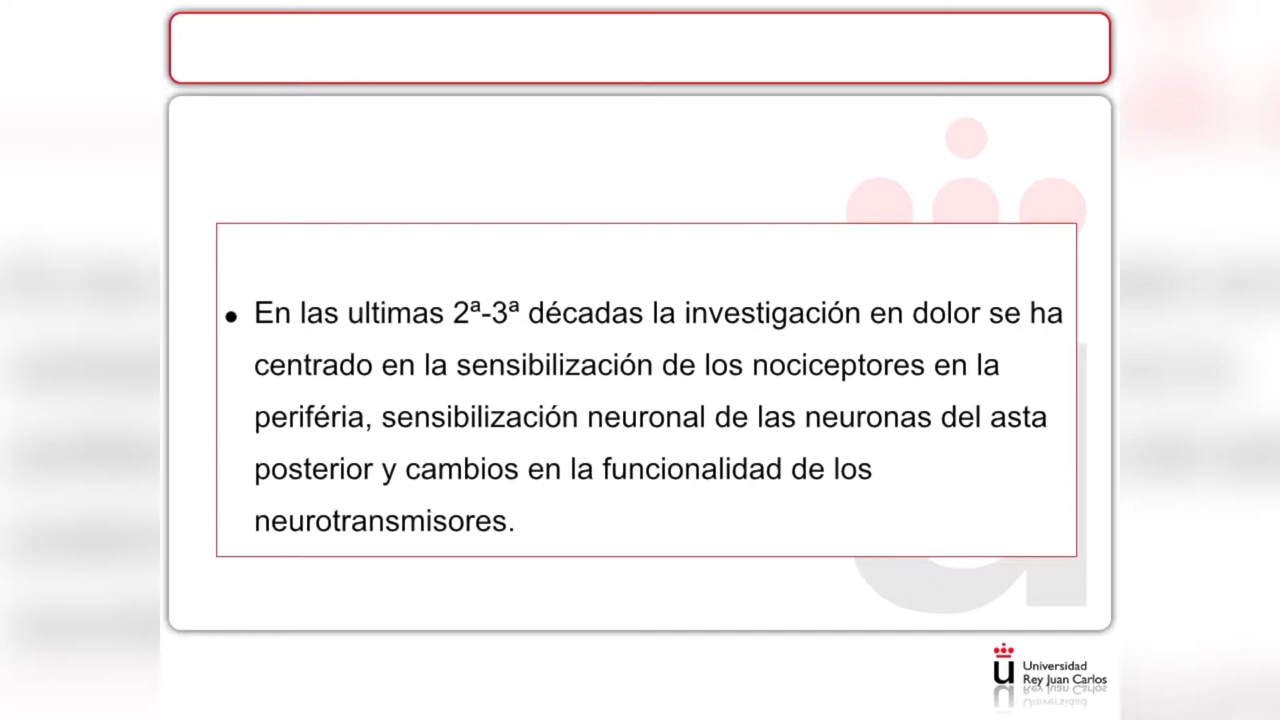 • En las ultimas 2ª-3ª décadas la investigación en dolor se ha
centrado en la sensibilización de los nociceptores en la
periféria, sensibilización neuronal de las neuronas del asta
posterior y cambios en la funcionalidad de los
neurotransmisores.
Universidad
Rey Juan Carlos